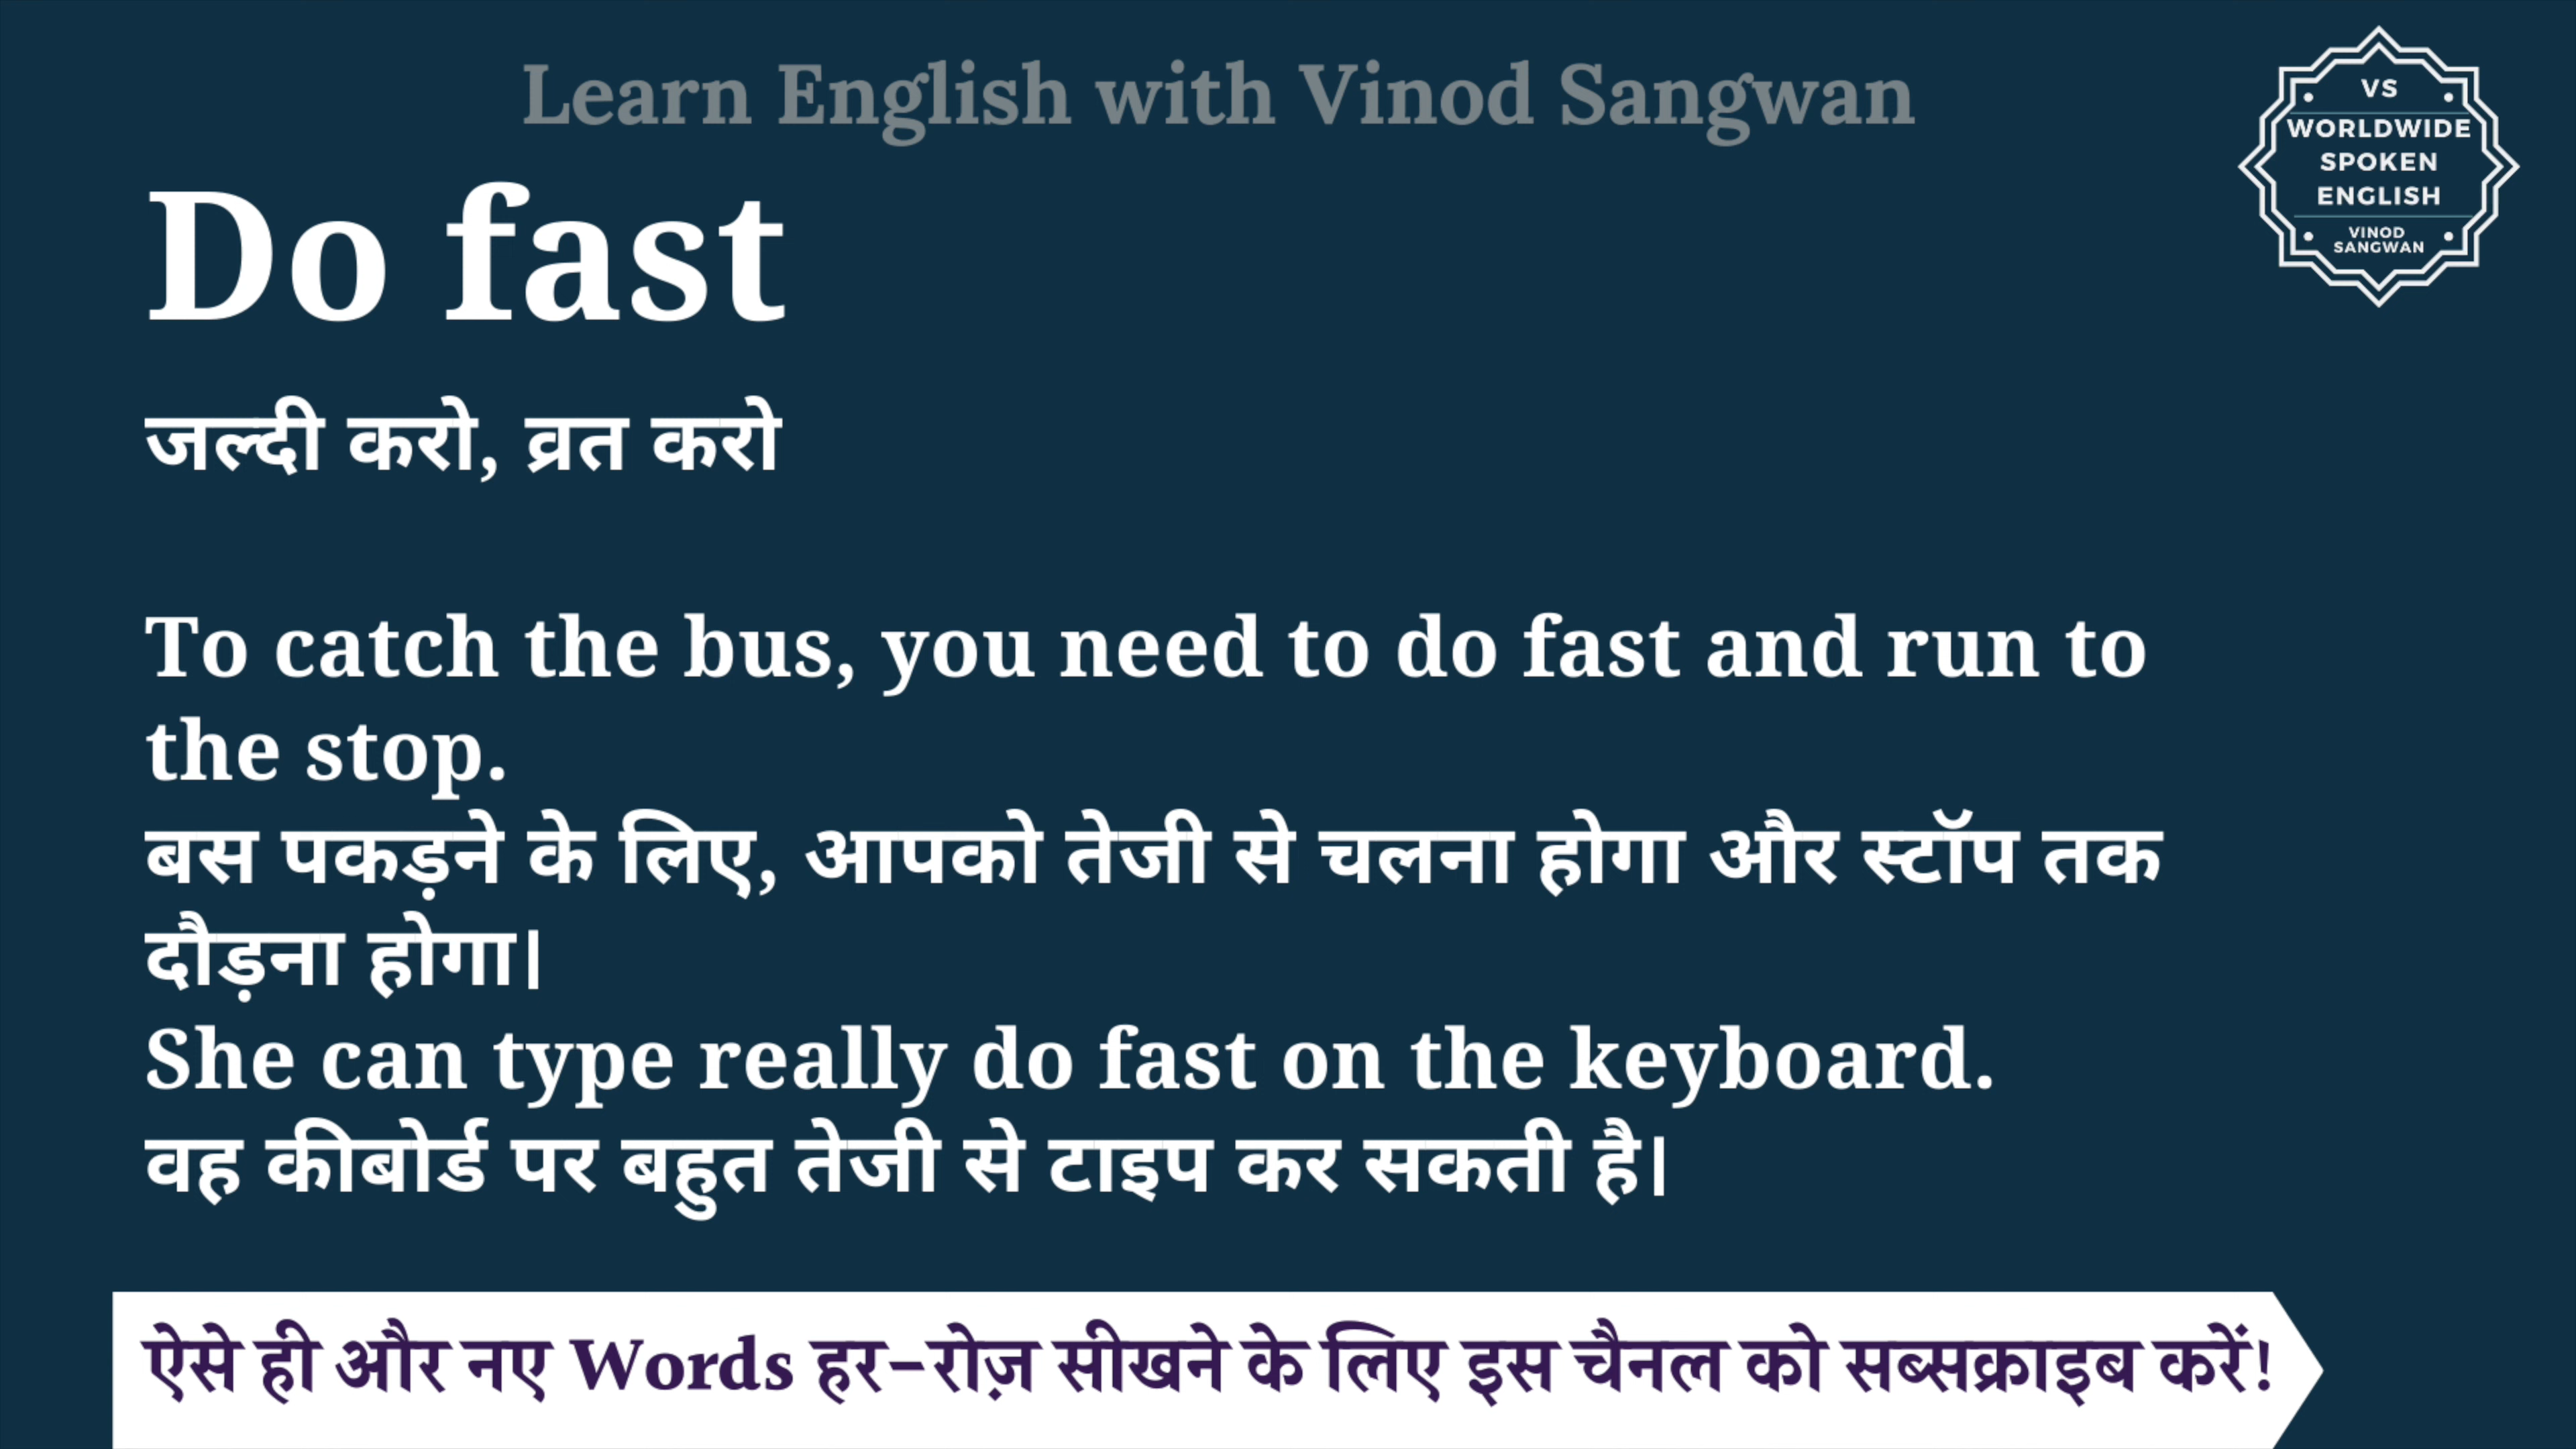 Learn English with Vinod Sangwan
VS
WORLDWIDE
SPOKEN
ENGLISH
VINOD
SANGWAN
Do fast
जल्दी करो, व्रत करो
To catch the bus, you need to do fast and run to
the stop.
बस पकड़ने के लिए, आपको तेजी से चलना होगा और स्टॉप तक
दौड़ना होगा।
She can type really do fast on the keyboard.
वह कीबोर्ड पर बहुत तेजी से टाइप कर सकती है।
ऐसे ही और नए Words हर-रोज़ सीखने के लिए इस चैनल को सब्सक्राइब करें!